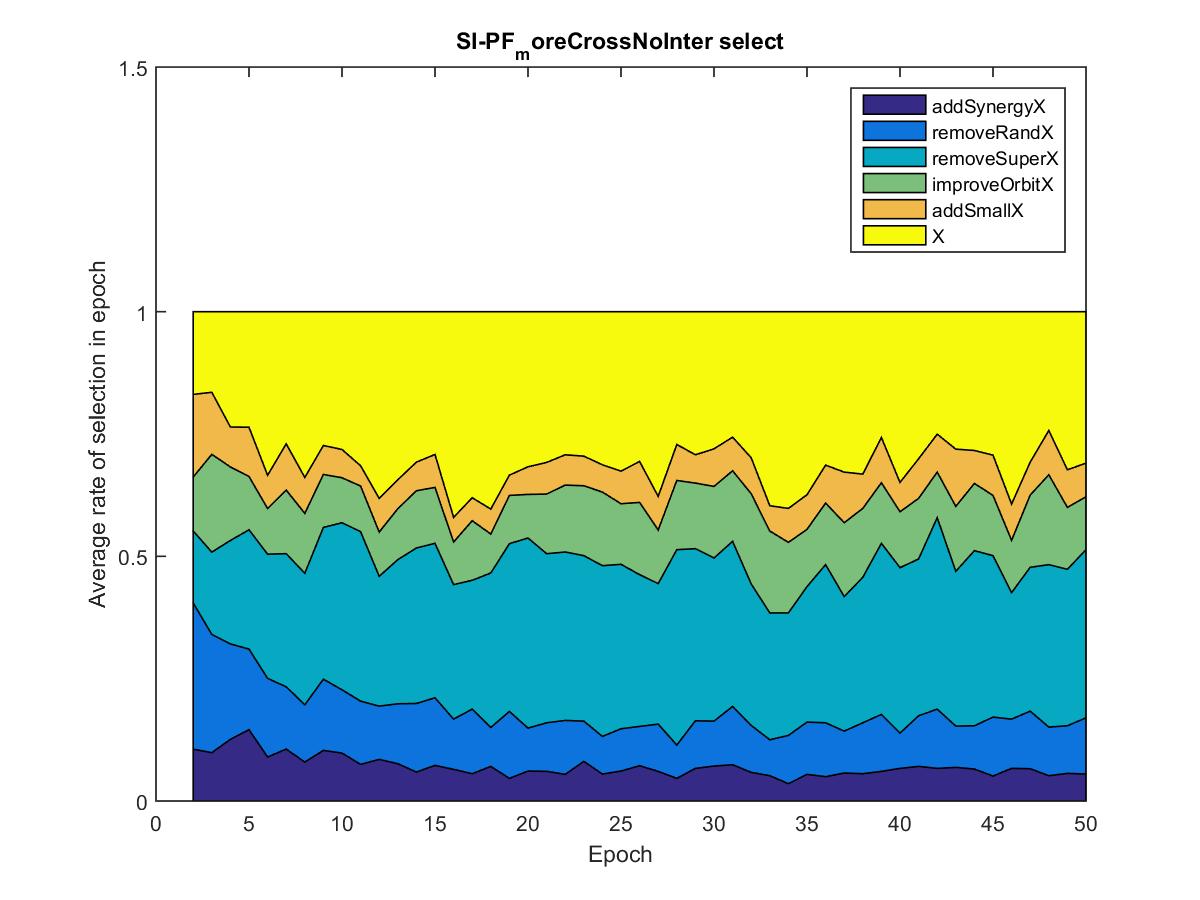 SI-PFmoreCrossNoInter select
1.5
1
0.5
0
addSynergyX
removeRandX
removeSuperX
improveOrbitX
addSmallX
X
Average rate of selection in epoch
0 5 10 15 20 25 30 35 40 45 50
Epoch